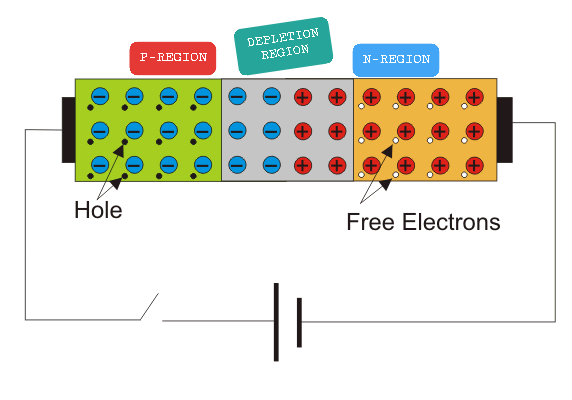 P-REGION
DEPLETION
REGION
N-REGION
Hole
Free Electrons